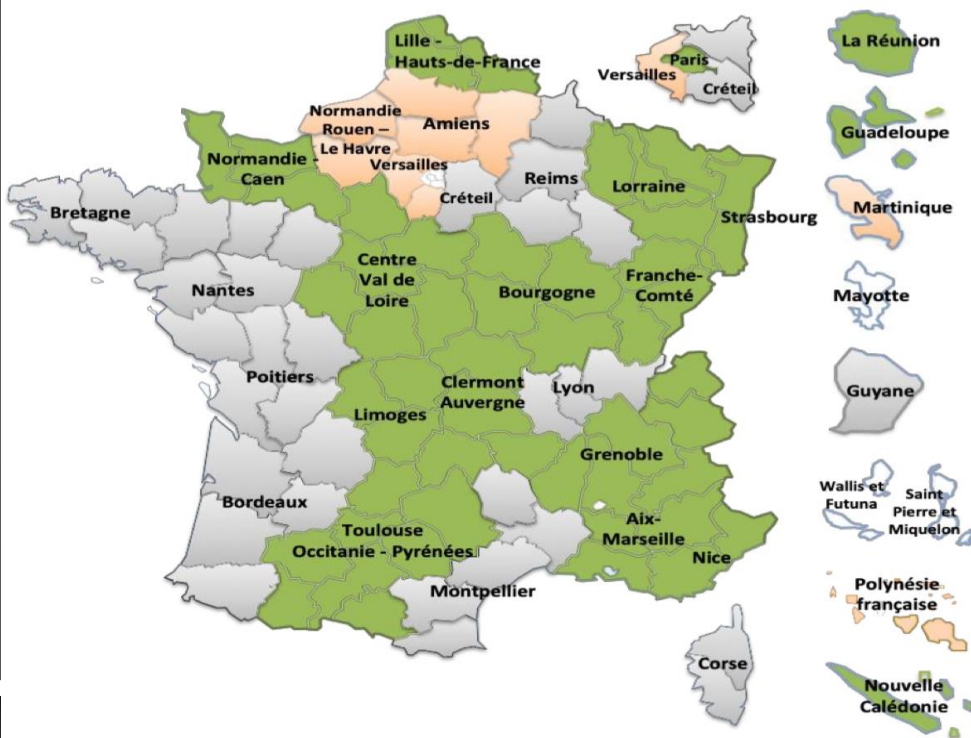 Lille -
Hauts-de-France
Paris
Versailles
Créteil
La Réunion
Normandie
Rouen –
Le Havre
Amiens
Versailles
Guadeloupe
Normandie -
Caen
Créteil
Reims
Lorraine
Strasbourg
Martinique
Bretagne
Centre
Val de
Loire
Bourgogne
Franche-
Comté
Nantes
Mayotte
Poitiers
Clermont
Auvergne
Lyon
Limoges
Guyane
Grenoble
Bordeaux
Toulouse
Occitanie - Pyrénées
Aix-
Marseille
Nice
Wallis et
Futuna
Saint
Pierre et
Miquelon
Montpellier
Polynésie
française
Corse
Nouvelle
Calédonie